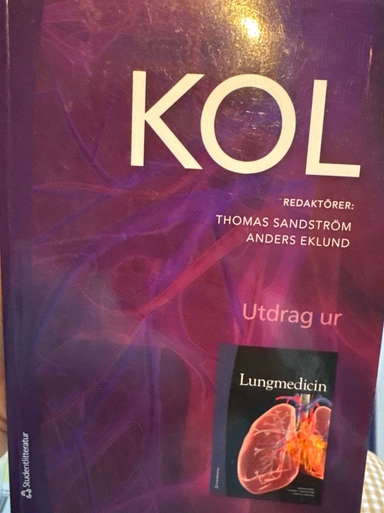 KOL
REDAKTÖRER:
THOMAS SANDSTRÖM
ANDERS EKLUND
Utdrag ur
Lungmedicin
Studentlitteratur